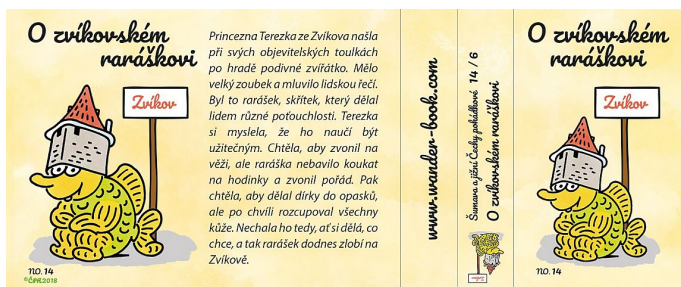 O zvíkovském
raráškovi
Zvíkov
NO. 14
©ČPR2018
Princezna Terezka ze Zvíkova našla
při svých objevitelských toulkách
po hradě podivné zvířátko. Mělo
velký zoubek a mluvilo lidskou řečí.
Byl to rarášek, skřítek, který dělal
lidem různé poťouchlosti. Terezka
si myslela, že ho naučí být
užitečným. Chtěla, aby zvonil na
věži, ale raráška nebavilo koukat
na hodinky a zvonil pořád. Pak
chtěla, aby dělal dírky do opasků,
ale po chvíli rozcupoval všechny
kůže. Nechala ho tedy, ať si dělá, co
chce, a tak rarášek dodnes zlobí na
Zvíkově.
www.wander-book.com
Šumava a jižní Čechy pohádkové 14 / 6
O zvíkovském raráškovi
O zvíkovském
raráškovi
Zvíkov
NO. 14